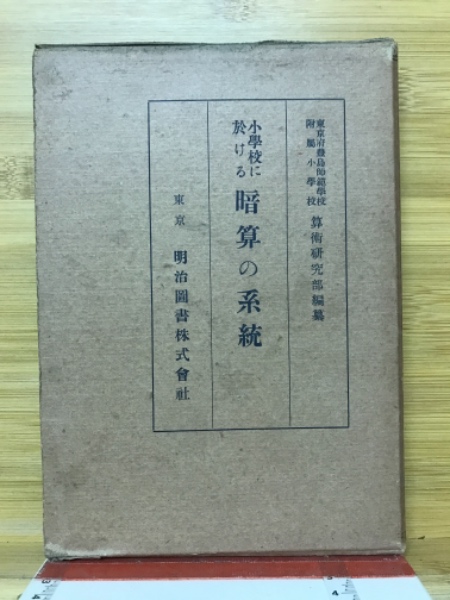 東京府豊島師範學校
附屬小學校
算術研究部編纂
小學校に
於ける
暗算の系統
東京
明治圖書株式會社